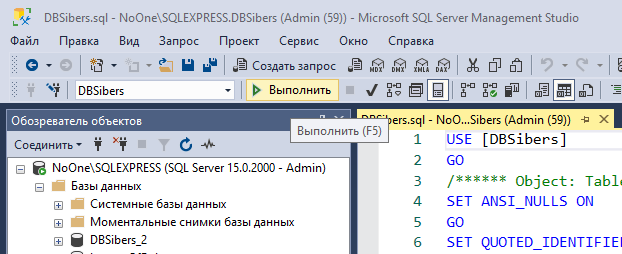 DBSibers.sql - NoOne\SQLEXPRESS.DBSibers (Admin (59)) - Microsoft SQL Server Management Studio
Файл Правка Вид Запрос Проект Сервис Окно Справка
Создать запрос MDX DMX XMLA DAX
DBSibers Выполнить
Обозреватель объектов
Выполнить (F5)
DBSibers.sql - NoO...Sibers (Admin (59))
Соединить
NoOne\SQLEXPRESS (SQL Server 15.0.2000 - Admin)
Базы данных
Системные базы данных
Моментальные снимки базы данных
DBSibers_2
1 USE [DBSibers]
2 GO
3 /****** Object: Tabl
4 SET ANSI_NULLS ON
5 GO
6 SET QUOTED_IDENTIFIE